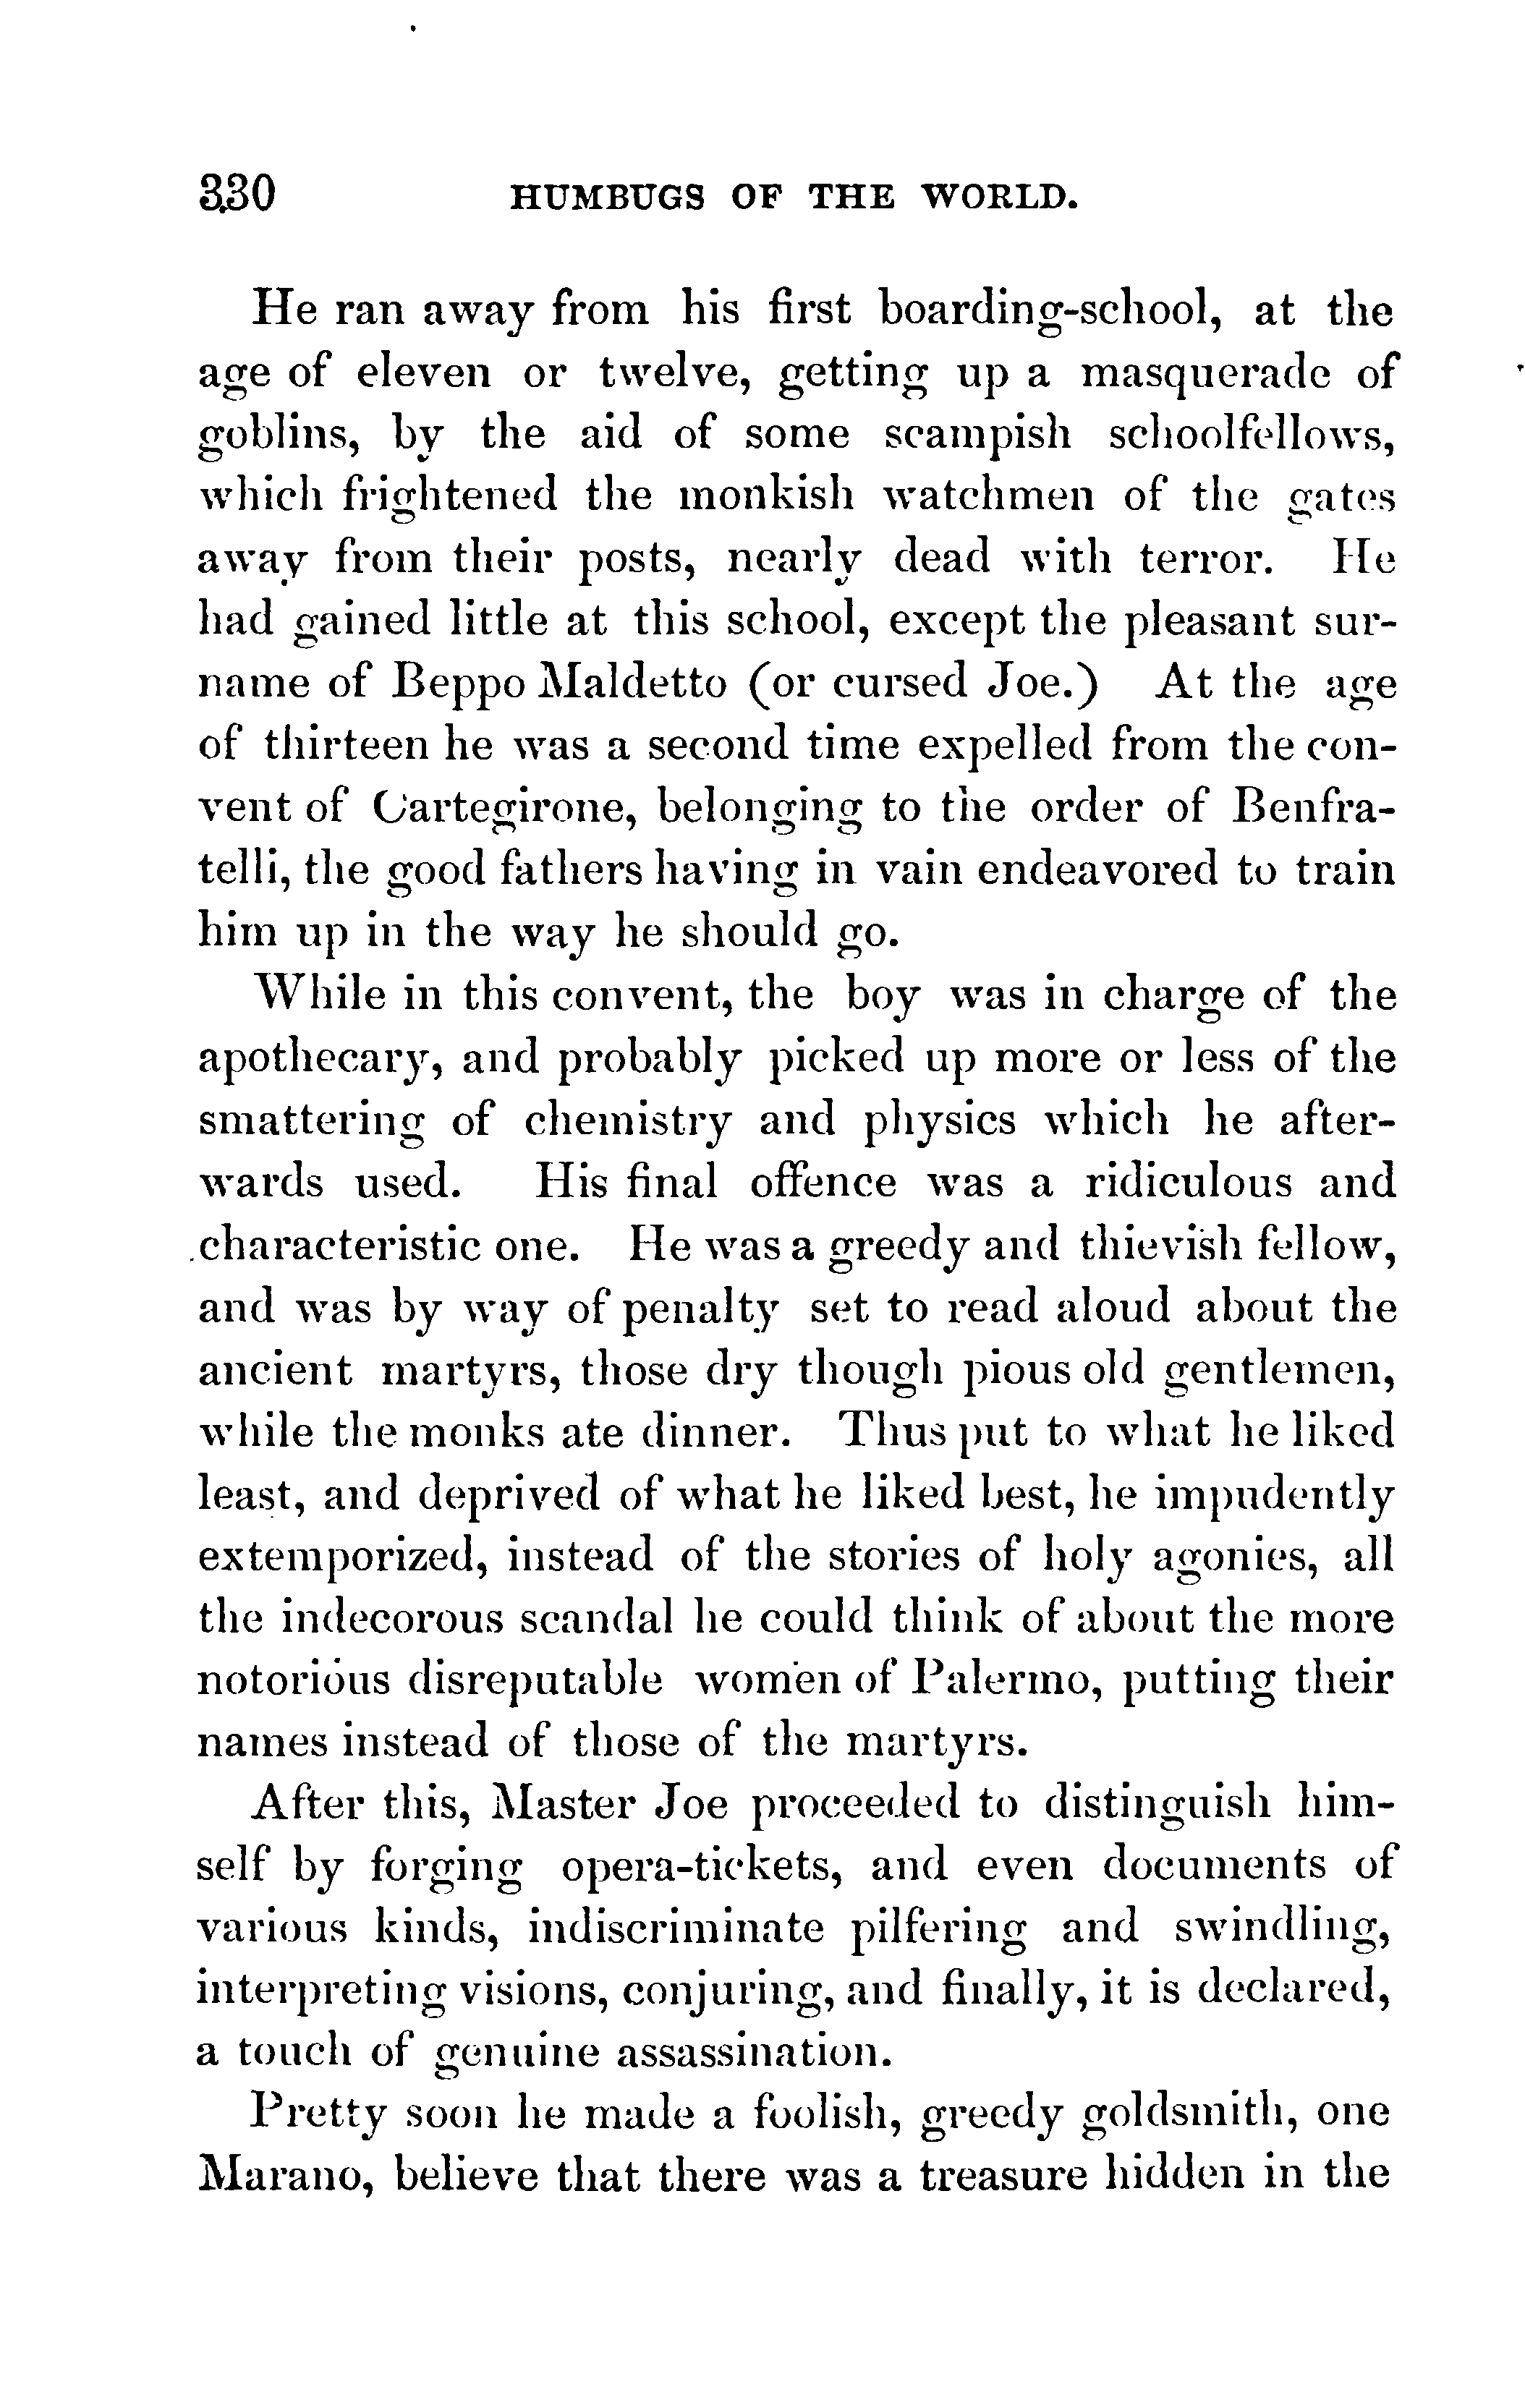 330 HUMBUGS OF THE WORLD.
He ran away from his first boarding-school, at the
age of eleven or twelve, getting up a masquerade of
goblins, by the aid of some scampish schoolfellows,
which frightened the monkish watchmen of the gates
away from their posts, nearly dead with terror. He
had gained little at this school, except the pleasant sur-
name of Beppo Maldetto (or cursed Joe.) At the age
of thirteen he was a second time expelled from the con-
vent of Cartegirone, belonging to the order of Benfra-
telli, the good fathers having in vain endeavored to train
him up in the way he should go.
While in this convent, the boy was in charge of the
apothecary, and probably picked up more or less of the
smattering of chemistry and physics which he after-
wards used. His final offence was a ridiculous and
characteristic one. He was a greedy and thievish fellow,
and was by way of penalty set to read aloud about the
ancient martyrs, those dry though pious old gentlemen,
while the monks ate dinner. Thus put to what he liked
least, and deprived of what he liked best, he impudently
extemporized, instead of the stories of holy agonies, all
the indecorous scandal he could think of about the more
notorious disreputable women of Palermo, putting their
names instead of those of the martyrs.
After this, Master Joe proceeded to distinguish him-
self by forging opera-tickets, and even documents of
various kinds, indiscriminate pilfering and swindling,
interpreting visions, conjuring, and finally, it is declared,
a touch of genuine assassination.
Pretty soon he made a foolish, greedy goldsmith, one
Marano, believe that there was a treasure hidden in the